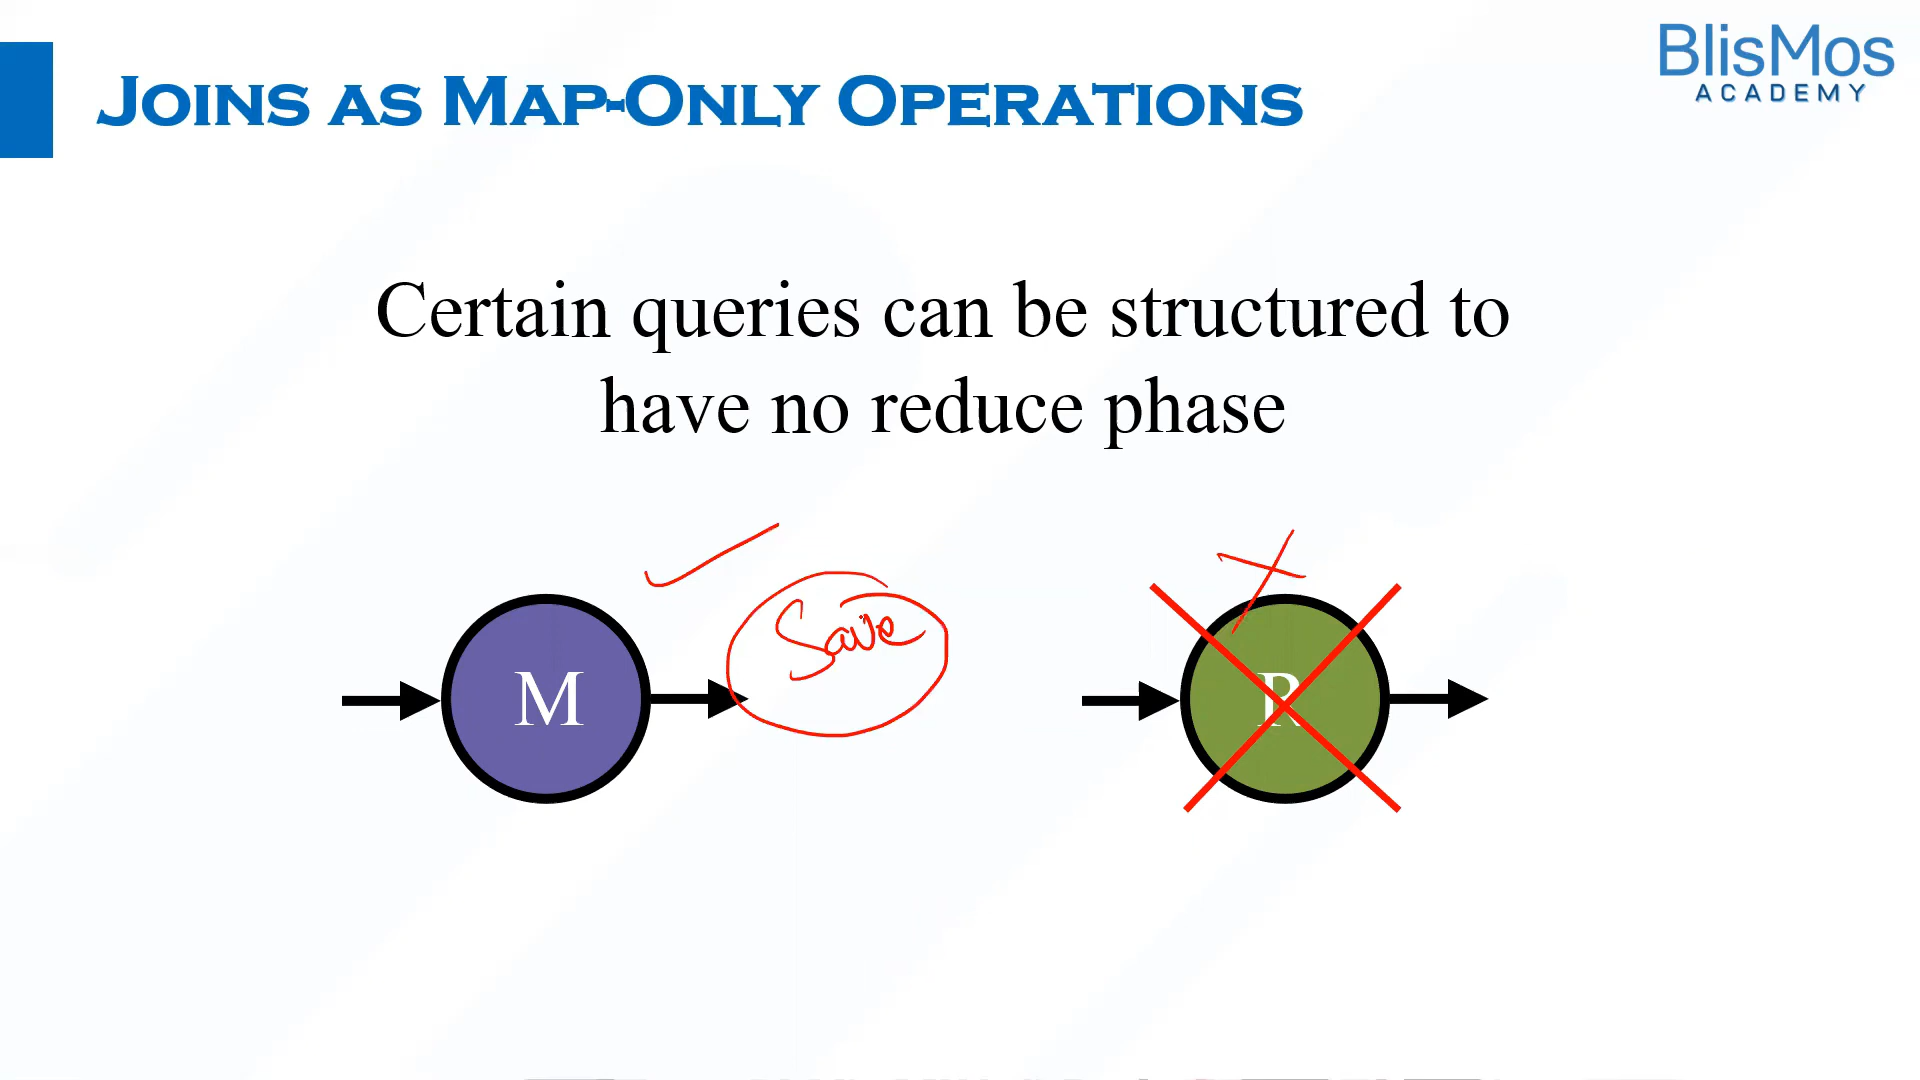 BlisMos
ACADEMY
Joins as Map-Only Operations
Certain queries can be structured to
have no reduce phase
Save
M
R